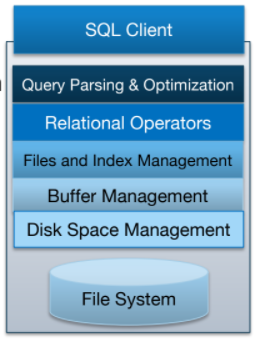 SQL Client
Query Parsing & Optimization
Relational Operators
Files and Index Management
Buffer Management
Disk Space Management
File System